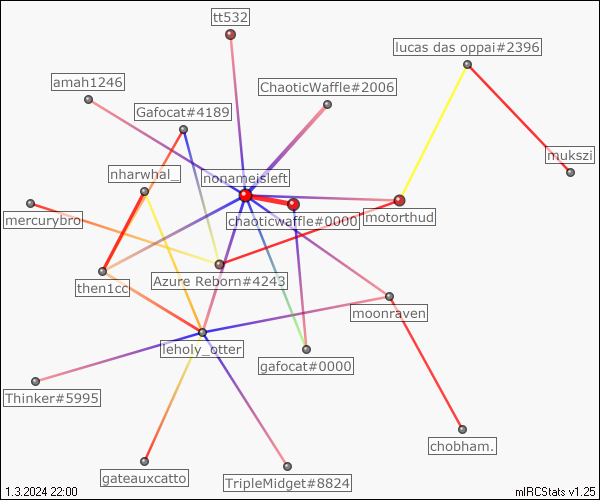 tt532
lucas das oppai#2396
amah1246
ChaoticWaffle#2006
Gafocat#4189
mukszi
nharwhal_
nonameisleft
mercurybro
chaoticwaffle#0000
motorthud
then1cc
Azure Reborn#4243
moonraven
leholy_otter
gafocat#0000
Thinker#5995
chobham.
gateauxcatto
TripleMidget#8824
1.3.2024 22:00
mIRCStats v1.25